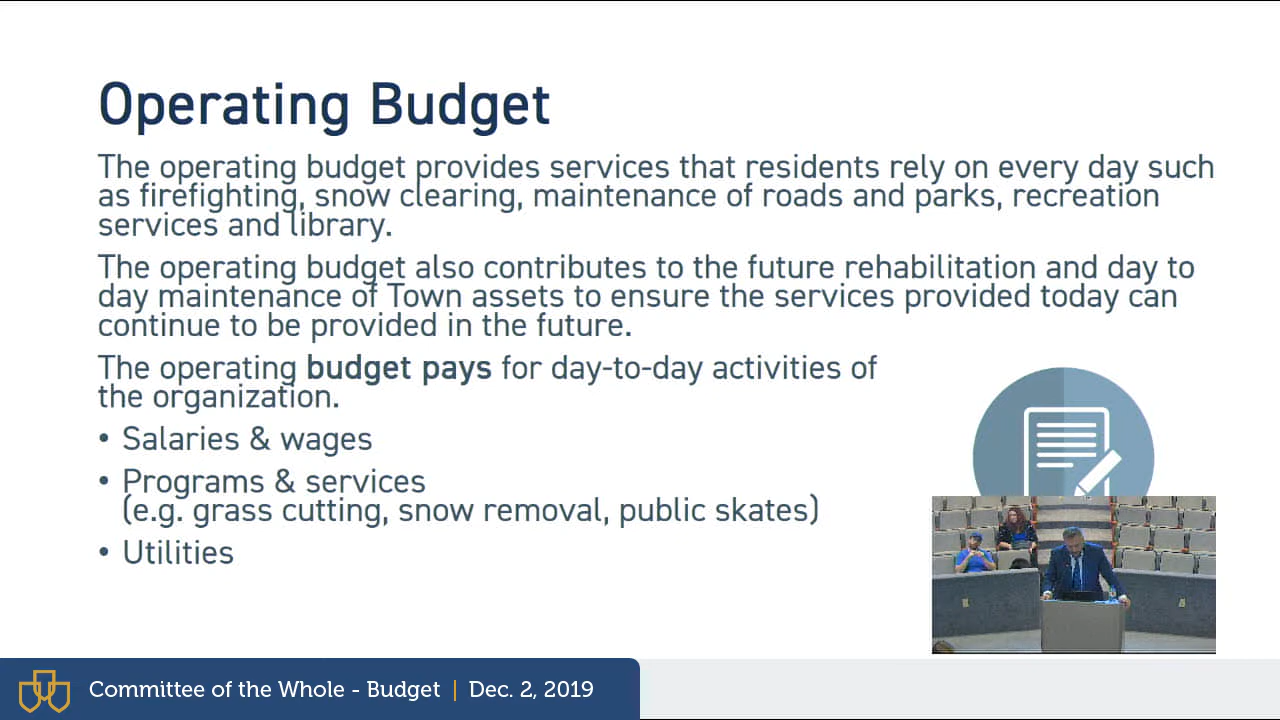 Operating Budget
The operating budget provides services that residents rely on every day such
as firefighting, snow clearing, maintenance of roads and parks, recreation
services and library.
The operating budget also contributes to the future rehabilitation and day to
day maintenance of Town assets to ensure the services provided today can
continue to be provided in the future.
The operating budget pays for day-to-day activities of
the organization.
• Salaries & wages
• Programs & services
(e.g. grass cutting, snow removal, public skates)
• Utilities
Committee of the Whole - Budget | Dec. 2, 2019